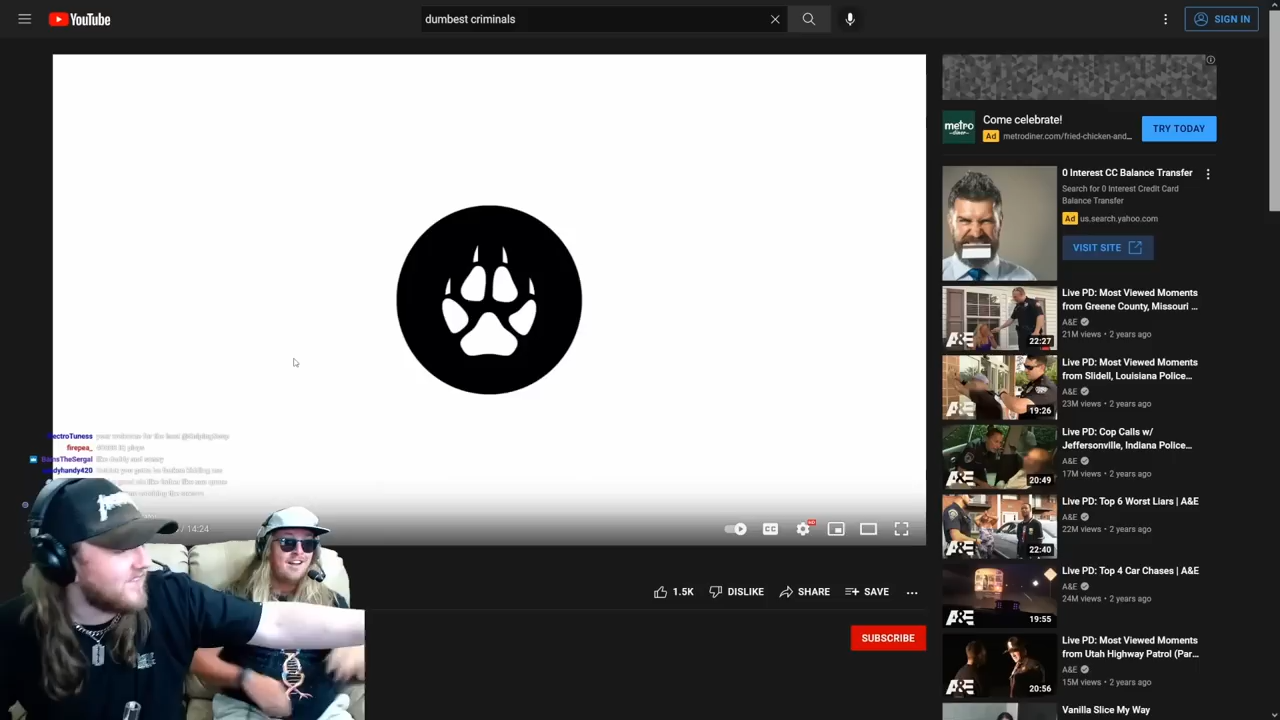 YouTube
dumbest criminals
SIGN IN
metro
diner
Come celebrate!
Ad metrodiner.com/fried-chicken-and...
TRY TODAY
0 Interest CC Balance Transfer
Search for 0 Interest Credit Card
Balance Transfer
Ad us.search.yahoo.com
VISIT SITE
Live PD: Most Viewed Moments
from Greene County, Missouri ...
A&E
21M views • 2 years ago
A&E
22:27
Live PD: Most Viewed Moments
from Slidell, Louisiana Police...
A&E
23M views • 2 years ago
A&E
19:26
Live PD: Cop Calls w/
Jeffersonville, Indiana Police...
A&E
17M views • 2 years ago
A&E
20:49
Live PD: Top 6 Worst Liars | A&E
A&E
22M views • 2 years ago
A&E
22:40
Live PD: Top 4 Car Chases | A&E
A&E
24M views • 2 years ago
A&E
19:55
Live PD: Most Viewed Moments
from Utah Highway Patrol (Par...
A&E
15M views • 2 years ago
A&E
20:56
Vanilla Slice My Way
firepea_
/ 14:24
CC
HD
1.5K
DISLIKE
SHARE
SAVE
SUBSCRIBE